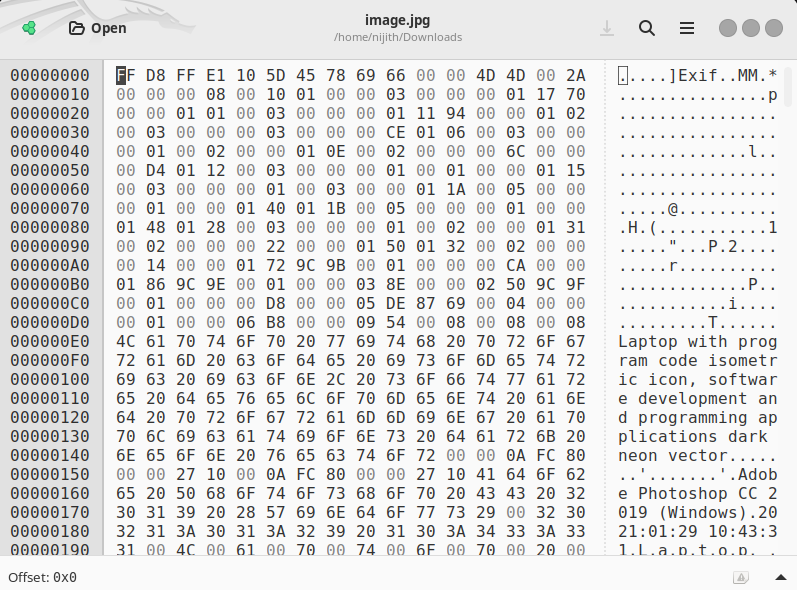 Open
image.jpg
/home/nijith/Downloads
00000000 FF D8 FF E1 10 5D 45 78 69 66 00 00 4D 4D 00 2A .....]Exif..MM.*
00000010 00 00 00 08 00 10 01 00 00 03 00 00 00 01 17 70 ...............p
00000020 00 00 01 01 00 03 00 00 00 01 11 94 00 00 01 02 ................
00000030 00 03 00 00 00 03 00 00 00 CE 01 06 00 03 00 00 ................
00000040 00 01 00 02 00 00 01 0E 00 02 00 00 00 6C 00 00 .............l..
00000050 00 D4 01 12 00 03 00 00 00 01 00 01 00 00 01 15 ................
00000060 00 03 00 00 00 01 00 03 00 00 01 1A 00 05 00 00 ................
00000070 00 01 00 00 01 40 01 1B 00 05 00 00 00 01 00 00 .....@..........
00000080 01 48 01 28 00 03 00 00 00 01 00 02 00 00 01 31 .H.(...........1
00000090 00 02 00 00 00 22 00 00 01 50 01 32 00 02 00 00 ....."...P.2....
000000A0 00 14 00 00 01 72 9C 9B 00 01 00 00 00 CA 00 00 .....r..........
000000B0 01 86 9C 9E 00 01 00 00 03 8E 00 00 02 50 9C 9F .............P..
000000C0 00 01 00 00 00 D8 00 00 05 DE 87 69 00 04 00 00 ...........i....
000000D0 00 01 00 00 06 B8 00 00 09 54 00 08 00 08 00 08 .........T......
000000E0 4C 61 70 74 6F 70 20 77 69 74 68 20 70 72 6F 67 Laptop with prog
000000F0 72 61 6D 20 63 6F 64 65 20 69 73 6F 6D 65 74 72 ram code isometr
00000100 69 63 20 69 63 6F 6E 2C 20 73 6F 66 74 77 61 72 ic icon, softwar
00000110 65 20 64 65 76 65 6C 6F 70 6D 65 6E 74 20 61 6E e development an
00000120 64 20 70 72 6F 67 72 61 6D 6D 69 6E 67 20 61 70 d programming ap
00000130 70 6C 69 63 61 74 69 6F 6E 73 20 64 61 72 6B 20 plications dark
00000140 6E 65 6F 6E 20 76 65 63 74 6F 72 00 00 0A FC 80 neon vector.....
00000150 00 00 27 10 00 0A FC 80 00 00 27 10 41 64 6F 62 ..'.......'.Adob
00000160 65 20 50 68 6F 74 6F 73 68 6F 70 20 43 43 20 32 e Photoshop CC 2
00000170 30 31 39 20 28 57 69 6E 64 6F 77 73 29 00 32 30 019 (Windows).20
00000180 32 31 3A 30 31 3A 32 39 20 31 30 3A 34 33 3A 33 21:01:29 10:43:3
00000190 31 00 4C 00 61 00 70 00 74 00 6F 00 70 00 20 00 1.L.a.p.t.o.p. .
Offset: 0x0